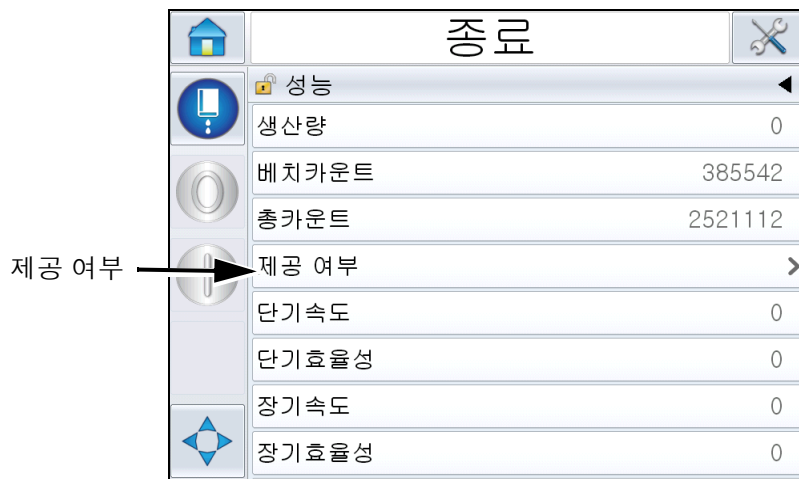 종료
성능
생산량 0
베치카운트 385542
총카운트 2521112
제공 여부
제공 여부
단기속도 0
단기효율성 0
장기속도 0
장기효율성 0